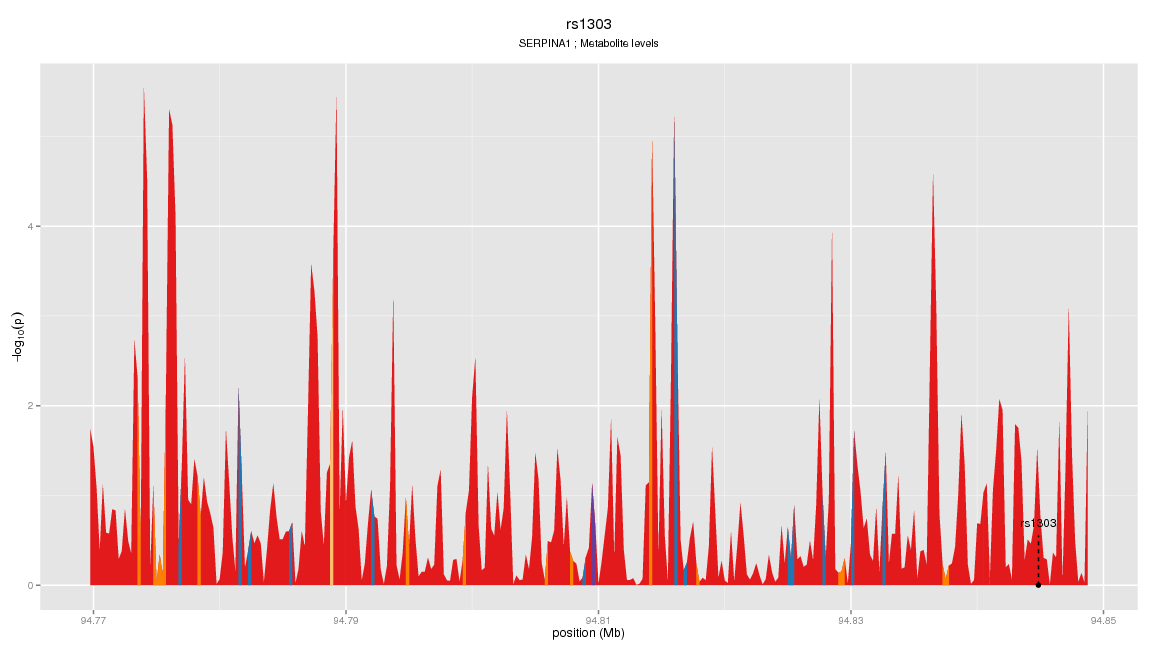 rs1303
SERPINA1 ; Metabolite levels
−log10(p)
4
2
0
rs1303
94.77 94.79 94.81 94.83 94.85
position (Mb)